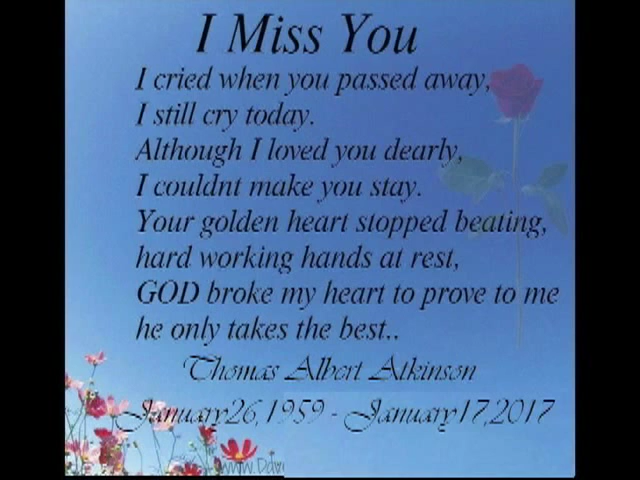 I Miss You
I cried when you passed away,
I still cry today.
Although I loved you dearly,
I couldnt make you stay.
Your golden heart stopped beating,
hard working hands at rest,
GOD broke my heart to prove to me
he only takes the best..
Thomas Albert Atkinson
January26,1959 - January17,2017